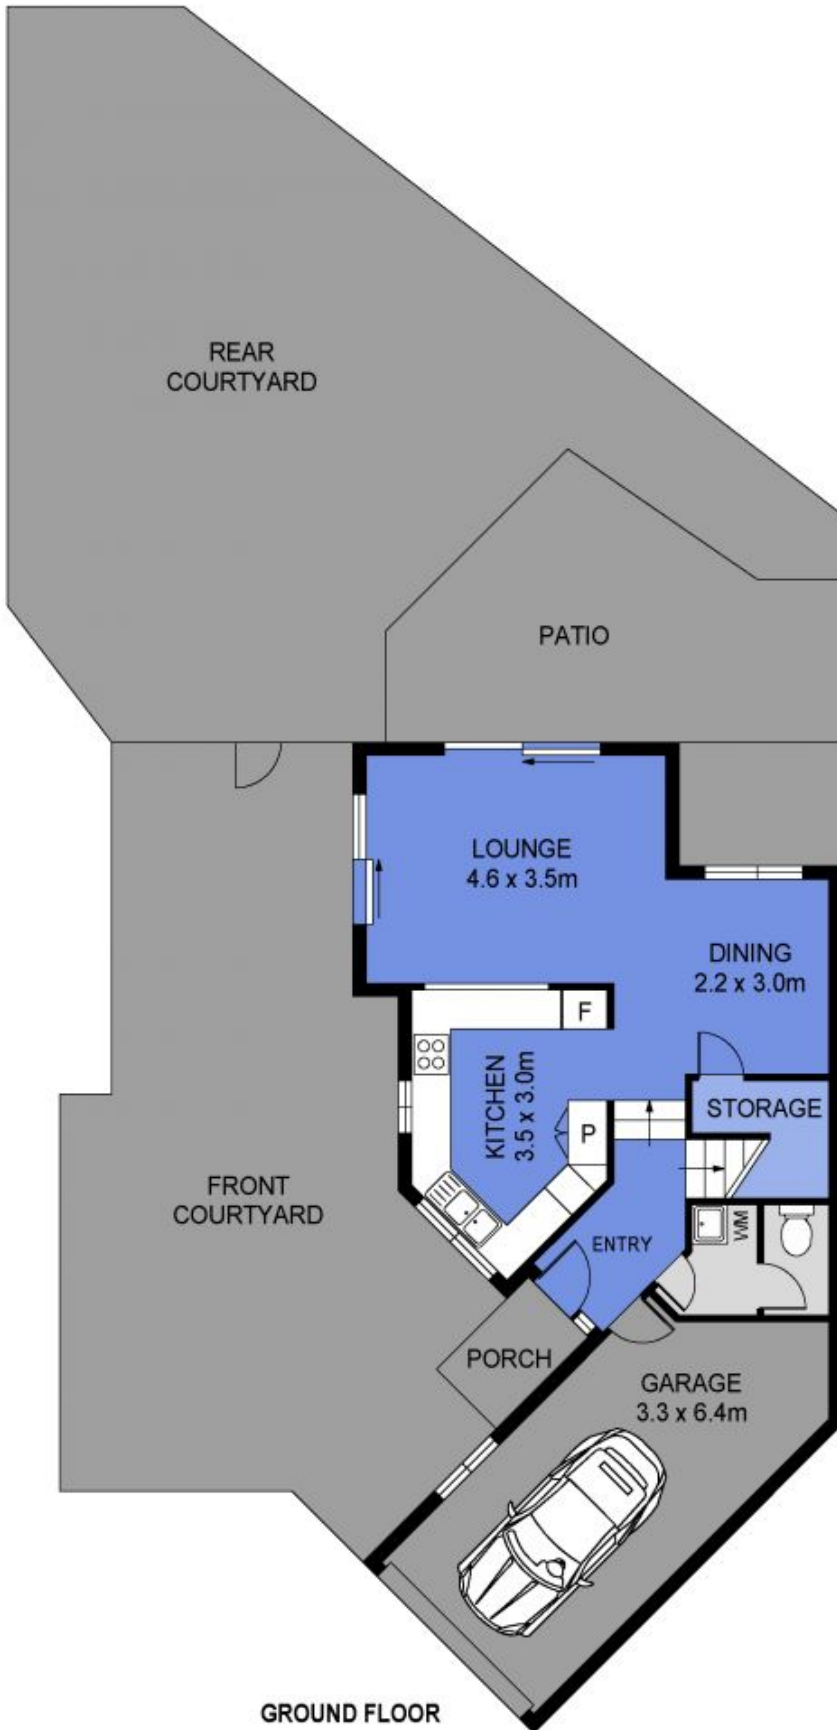 REAR
COURTYARD
PATIO
LOUNGE
4.6 x 3.5m
DINING
2.2 x 3.0m
F
KITCHEN
3.5 x 3.0m
P
STORAGE
FRONT
COURTYARD
ENTRY
WM
PORCH
GARAGE
3.3 x 6.4m
GROUND FLOOR